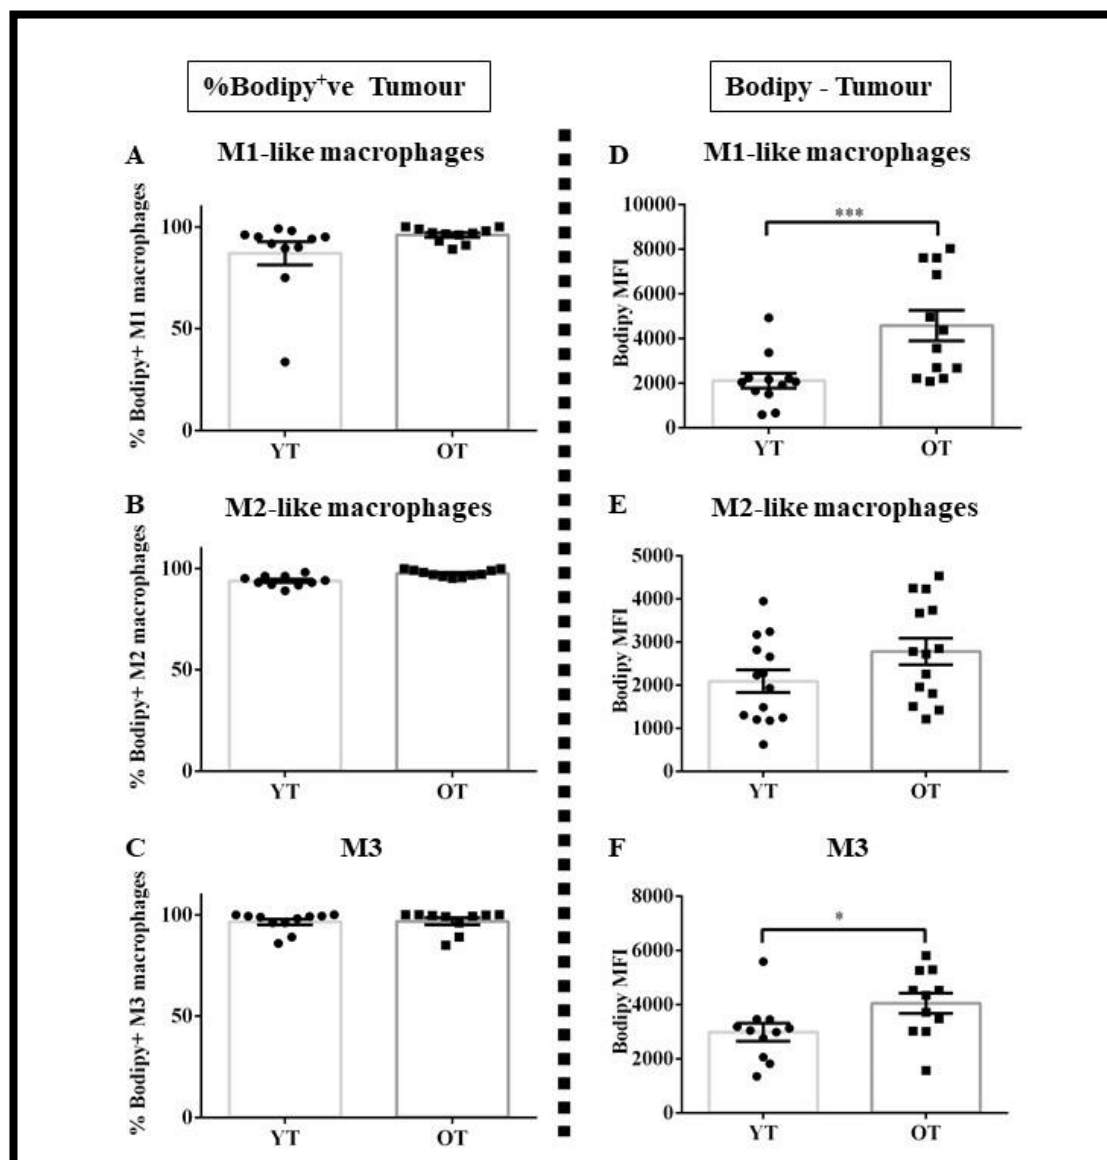 %Bodipy⁺ve Tumour
A
M1-like macrophages
% Bodipy+ M1 macrophages
100
50
0
YT
OT
B
M2-like macrophages
% Bodipy+ M2 macrophages
100
50
0
YT
OT
C
M3
% Bodipy+ M3 macrophages
100
50
0
YT
OT
Bodipy - Tumour
D
M1-like macrophages
Bodipy MFI
10000
8000
6000
4000
2000
0
***
YT
OT
E
M2-like macrophages
Bodipy MFI
5000
4000
3000
2000
1000
0
YT
OT
F
M3
Bodipy MFI
8000
6000
4000
2000
0
*
YT
OT